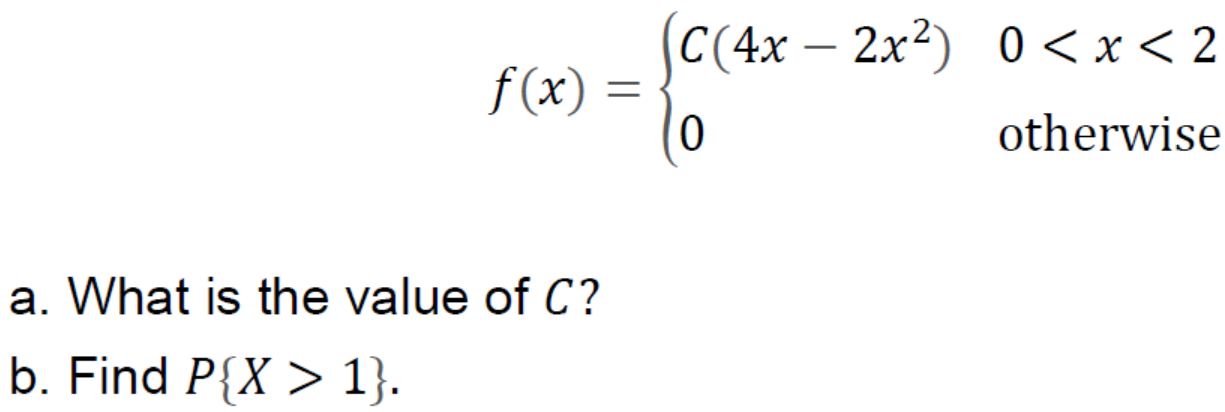 f(x) = { C(4x − 2x²) 0 < x < 2
0 otherwise
a. What is the value of C?
b. Find P{X > 1}.